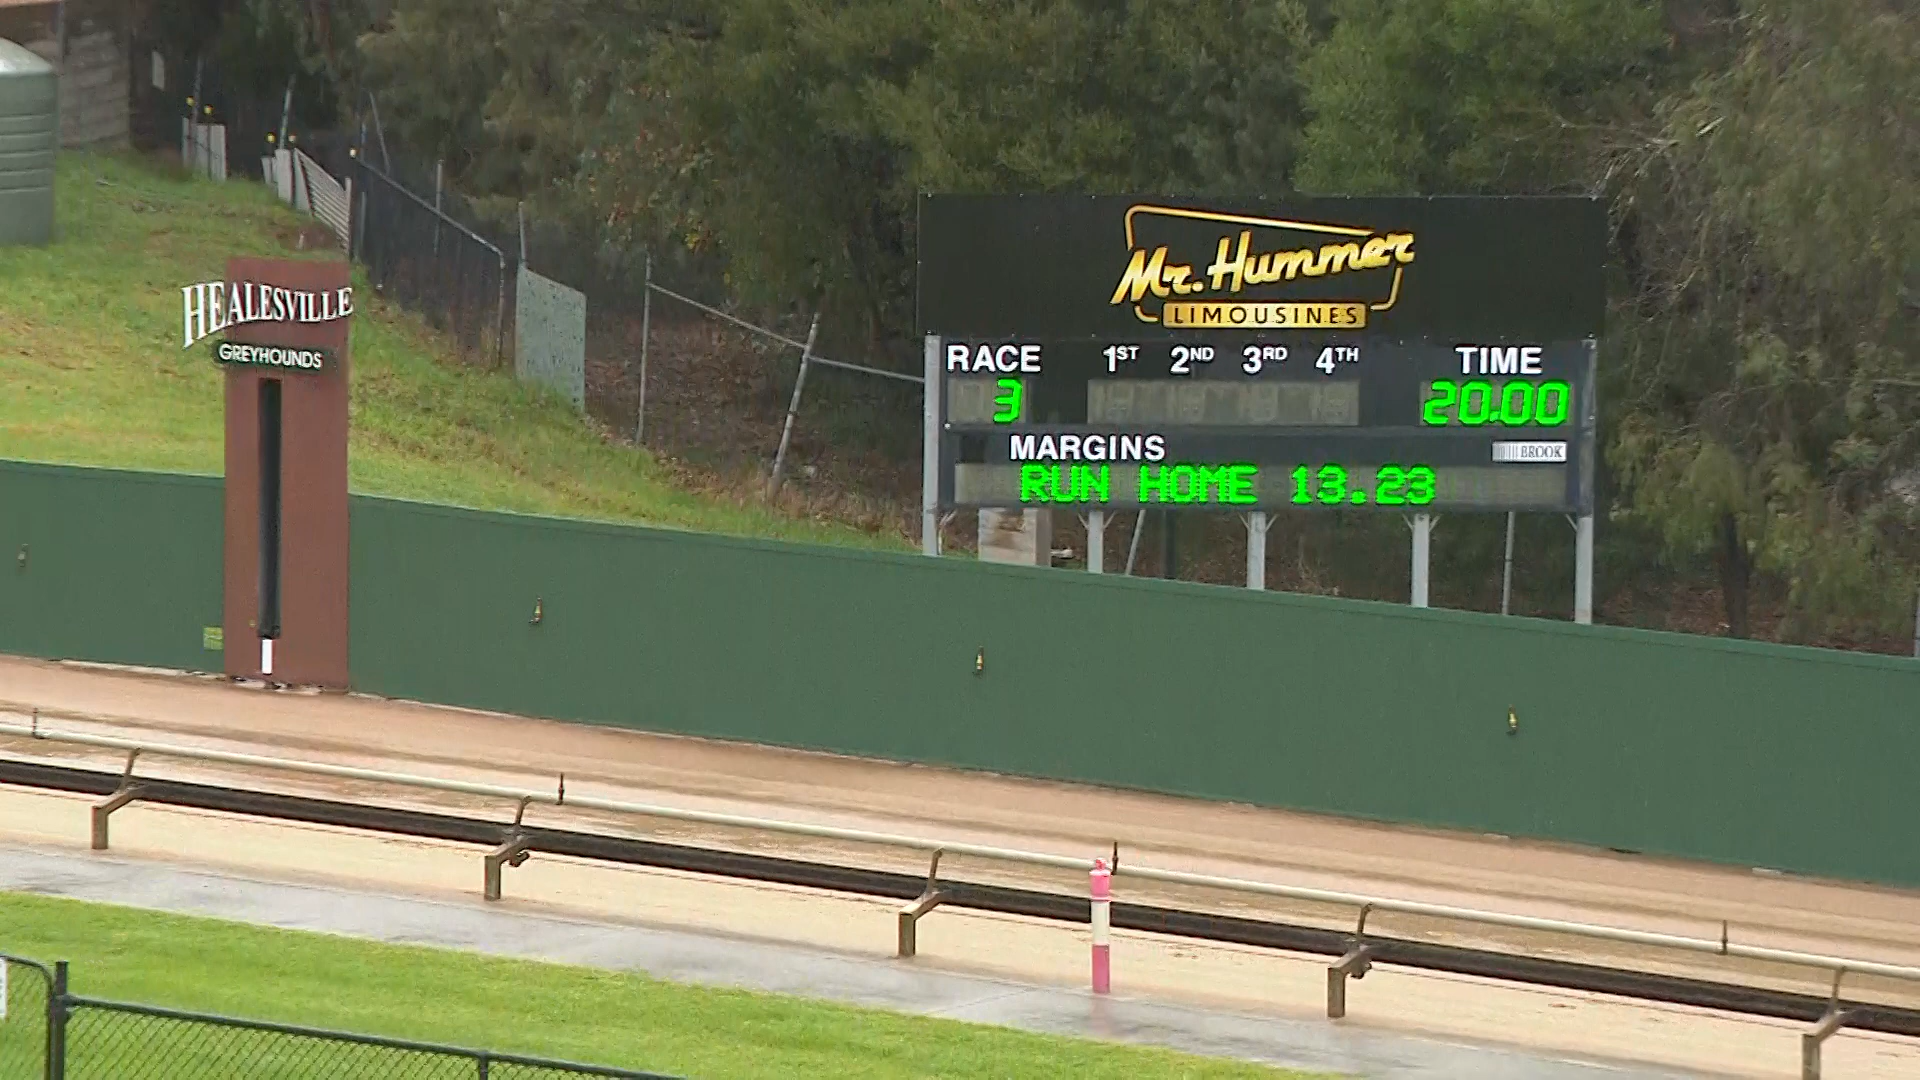 HEALESVILLE
GREYHOUNDS
Mr. Hummer
LIMOUSINES
RACE 1ST 2ND 3RD 4TH TIME
3 20.00
MARGINS BROOK
RUN HOME 13.23